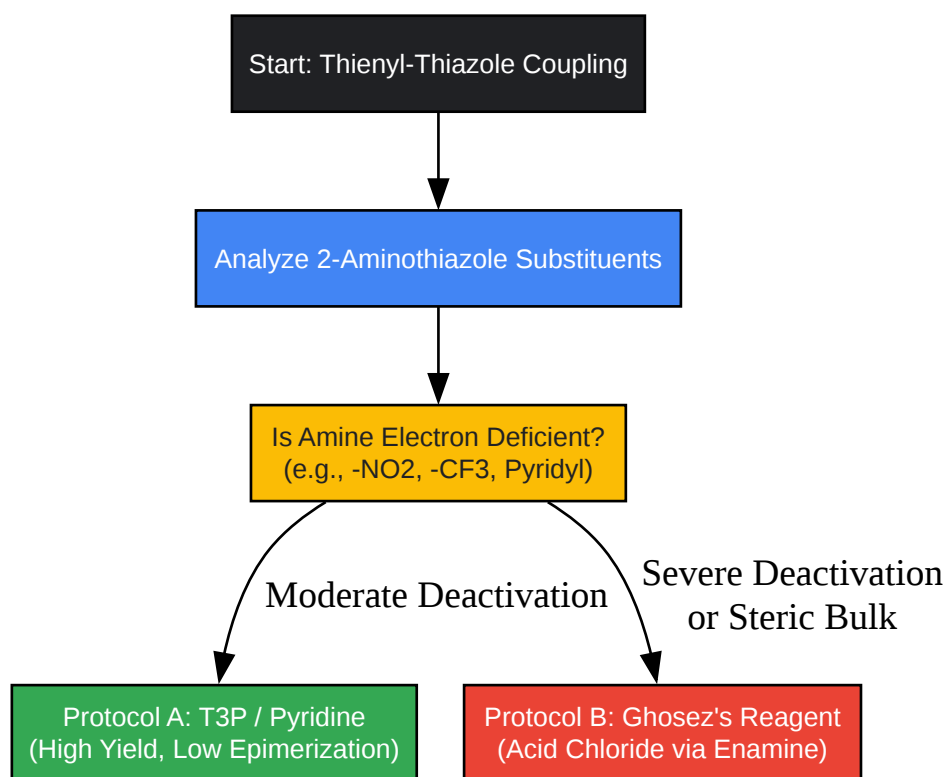 Start: Thienyl-Thiazole Coupling
Analyze 2-Aminothiazole Substituents
Is Amine Electron Deficient?
(e.g., -NO2, -CF3, Pyridyl)
Moderate Deactivation
Severe Deactivation
or Steric Bulk
Protocol A: T3P / Pyridine
(High Yield, Low Epimerization)
Protocol B: Ghosez's Reagent
(Acid Chloride via Enamine)